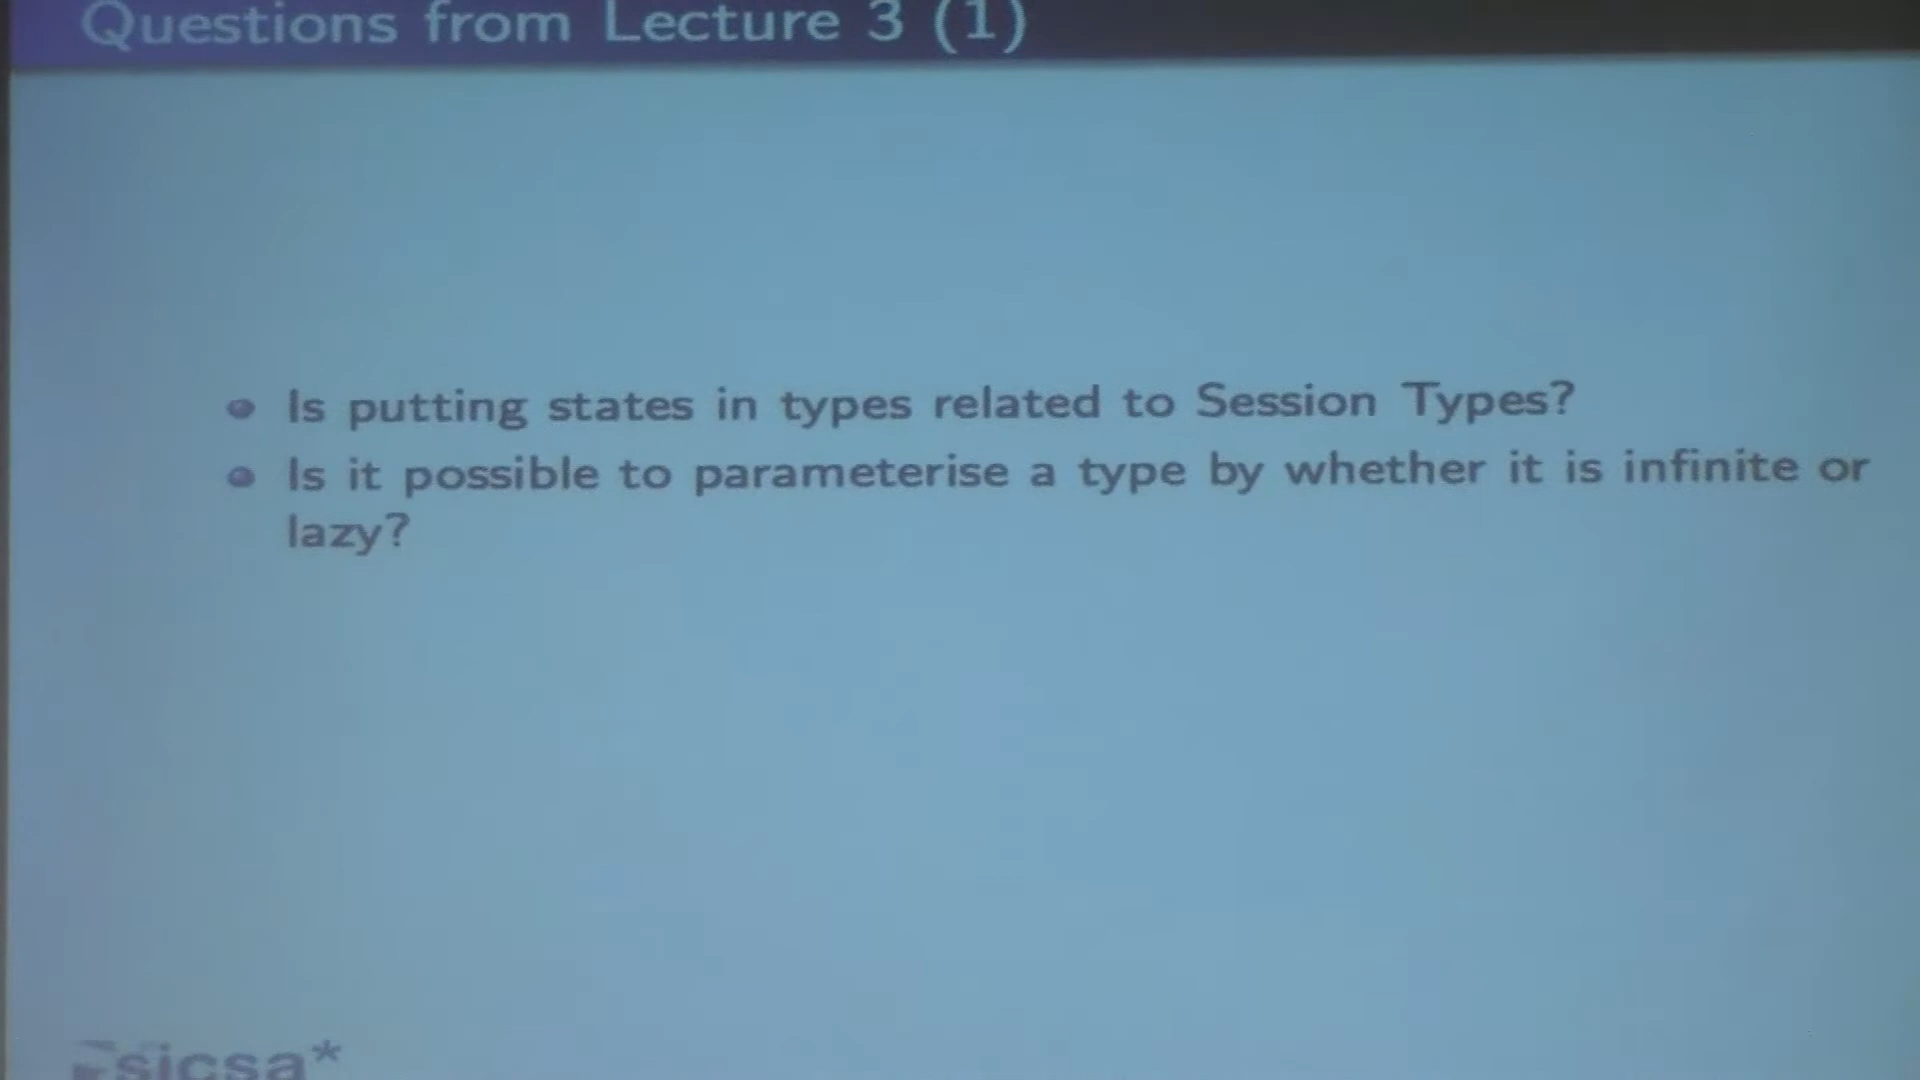 Questions from Lecture 3 (1)
Is putting states in types related to Session Types?
Is it possible to parameterise a type by whether it is infinite or
lazy?
sicsa*